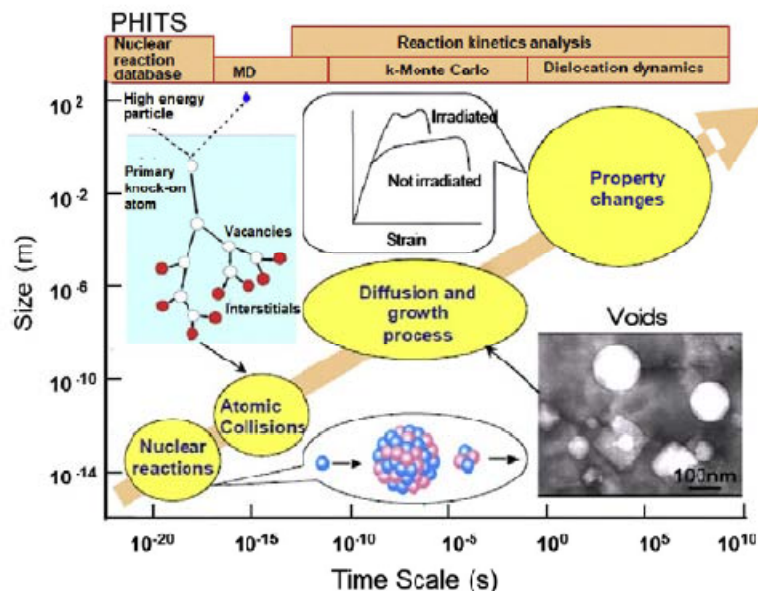 PHITS
Nuclear
reaction
database
MD
Reaction kinetics analysis
k-Monte Carlo
Dislocation dynamics
High energy
particle
Primary
knock-on
atom
Vacancies
Interstitials
Irradiated
Not irradiated
Strain
Property
changes
Diffusion and
growth
process
Voids
100nm
Atomic
Collisions
Nuclear
reactions
Size (m)
10²
10⁻²
10⁻⁶
10⁻¹⁰
10⁻¹⁴
10⁻²⁰
10⁻¹⁵
10⁻¹⁰
10⁻⁵
10⁰
10⁵
10¹⁰
Time Scale (s)